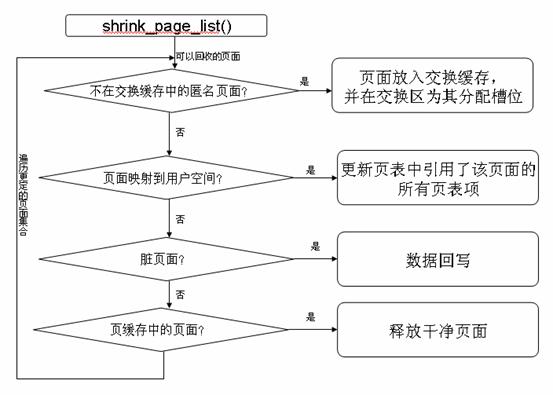 shrink_page_list()
可以回收的页面
不在交换缓存中的匿名页面?
是
页面放入交换缓存，
并在交换区为其分配槽位
否
页面映射到用户空间?
是
更新页表中引用了该页面的
所有页表项
遍历更定的页面集合
否
脏页面?
是
数据回写
否
页缓存中的页面?
是
释放干净页面